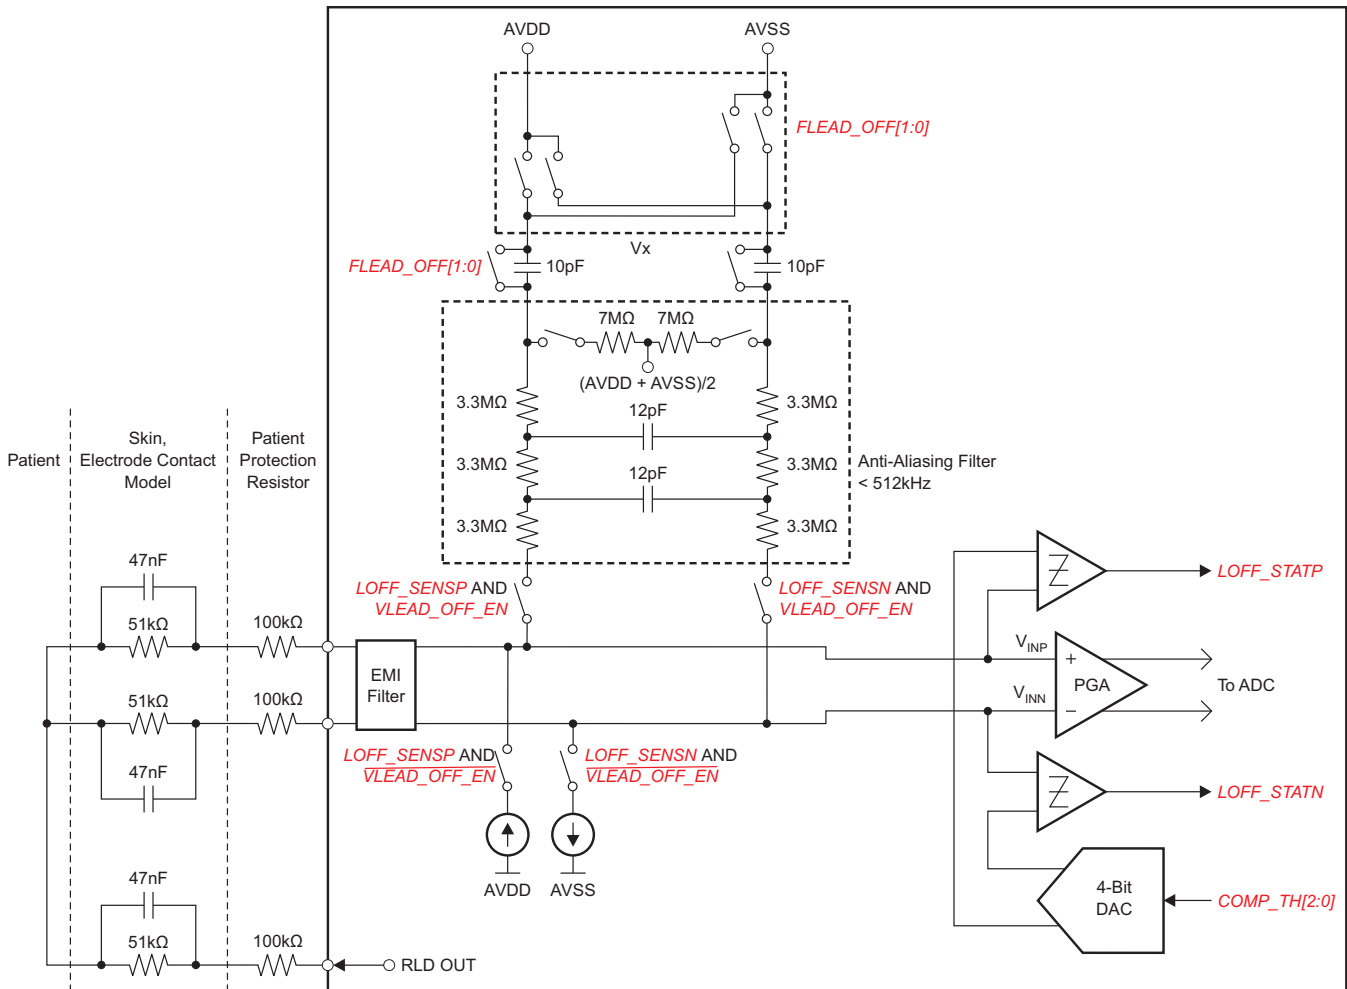 AVDD
AVSS
FLEAD_OFF[1:0]
Vx
FLEAD_OFF[1:0]
10pF
10pF
7MΩ
7MΩ
(AVDD + AVSS)/2
3.3MΩ
12pF
3.3MΩ
3.3MΩ
12pF
3.3MΩ
Anti-Aliasing Filter
< 512kHz
3.3MΩ
3.3MΩ
Patient
Skin,
Electrode Contact
Model
Patient
Protection
Resistor
LOFF_SENSP AND
VLEAD_OFF_EN
LOFF_SENSN AND
VLEAD_OFF_EN
LOFF_STATP
47nF
51kΩ
100kΩ
EMI
Filter
VINP
+
PGA
To ADC
VINN
−
51kΩ
100kΩ
47nF
LOFF_SENSP AND
VLEAD_OFF_EN
LOFF_SENSN AND
VLEAD_OFF_EN
LOFF_STATN
AVDD
AVSS
4-Bit
DAC
COMP_TH[2:0]
47nF
51kΩ
100kΩ
RLD OUT